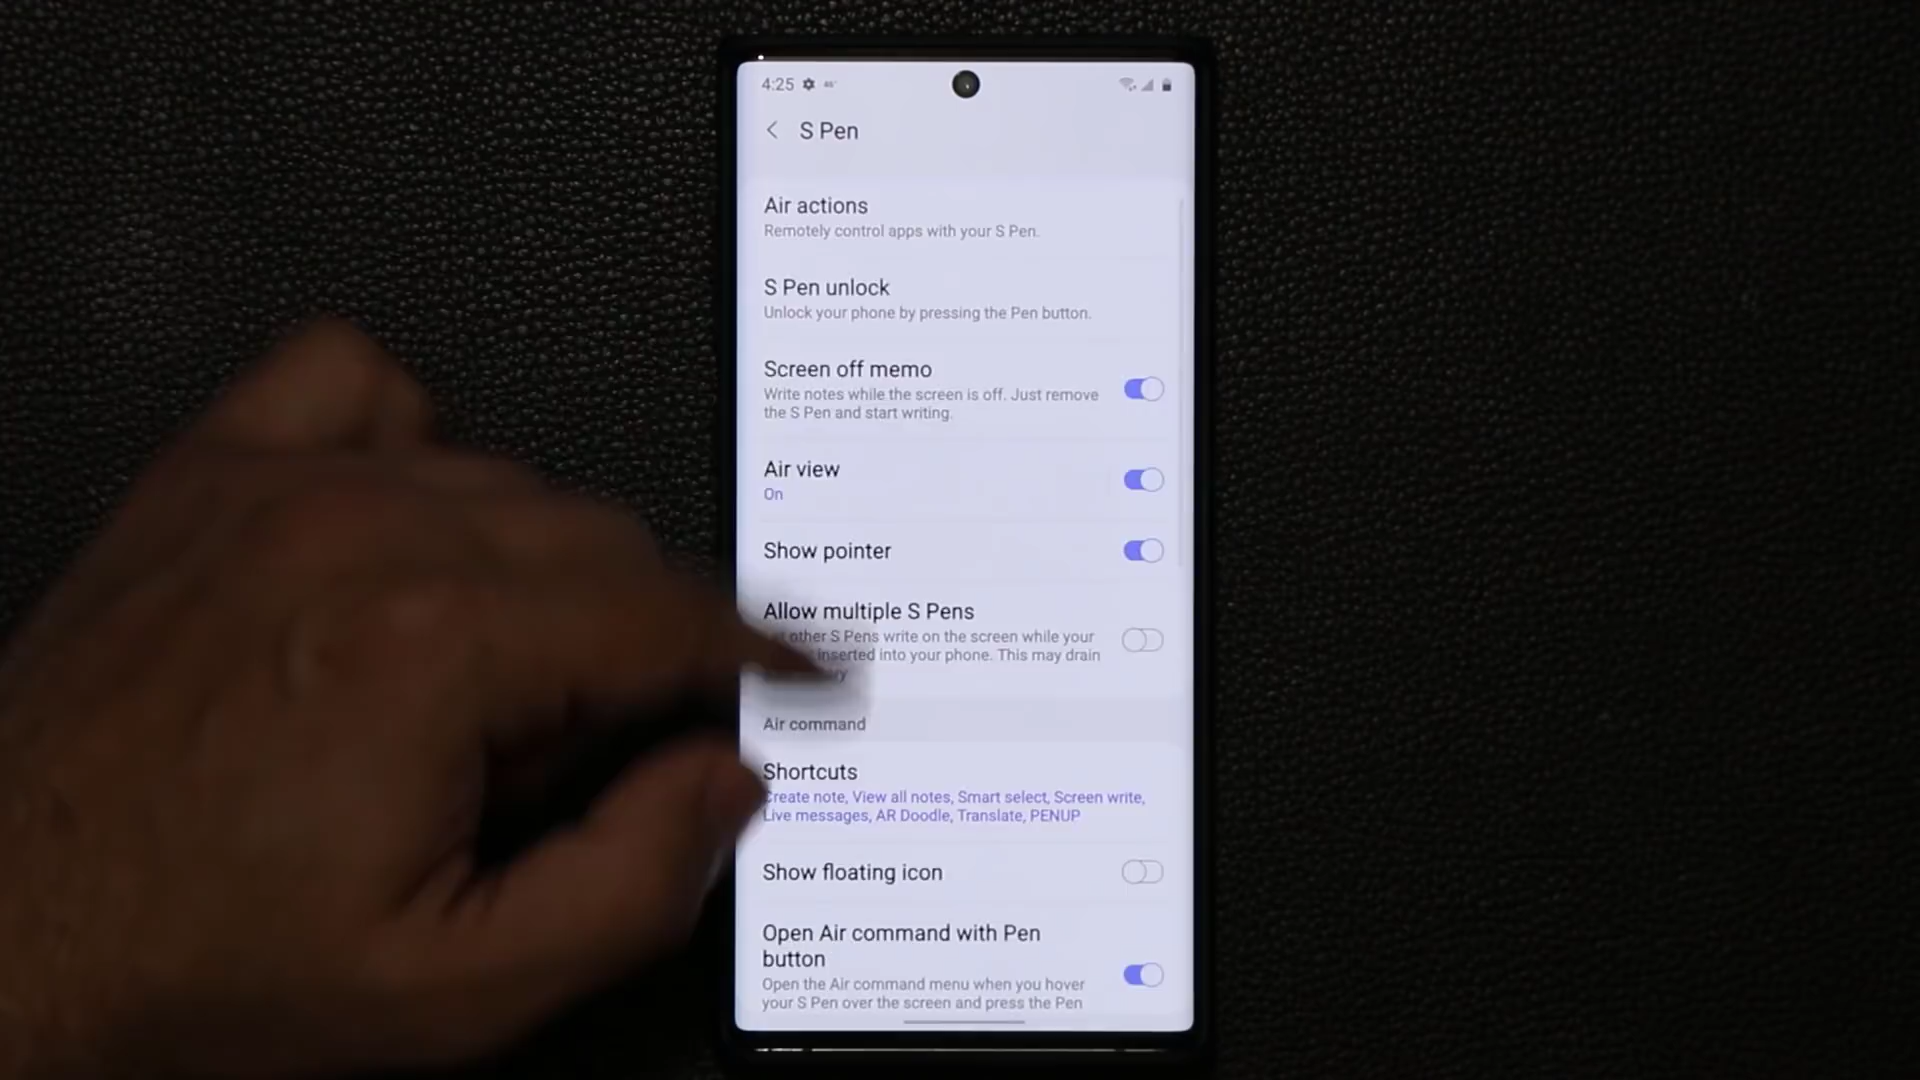 4:25
S Pen
Air actions
Remotely control apps with your S Pen.
S Pen unlock
Unlock your phone by pressing the Pen button.
Screen off memo
Write notes while the screen is off. Just remove
the S Pen and start writing.
Air view
On
Show pointer
Allow multiple S Pens
other S Pens write on the screen while your
inserted into your phone. This may drain
Air command
Shortcuts
Create note, View all notes, Smart select, Screen write,
Live messages, AR Doodle, Translate, PENUP
Show floating icon
Open Air command with Pen
button
Open the Air command menu when you hover
your S Pen over the screen and press the Pen